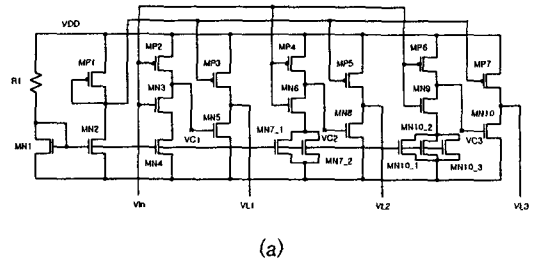 VDD
MP1
MP2
MP3
MP4
MP5
MP6
MP7
R1
MN3
MN6
MN9
MN1
MN2
MN4
MN5
VC1
MN7_1
VC2
MN7_2
MN8
MN10_2
MN10
VC3
MN10_1
MN10_3
Vin
VL1
VL2
VL3
(a)